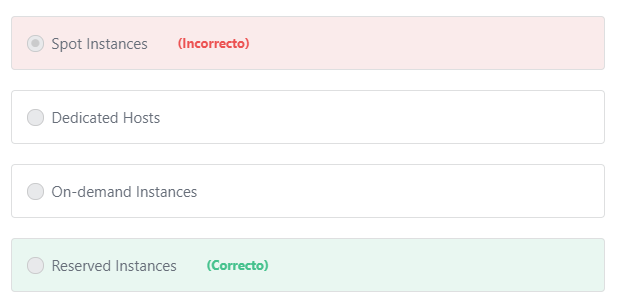 Spot Instances (Incorrecto)
Dedicated Hosts
On-demand Instances
Reserved Instances (Correcto)